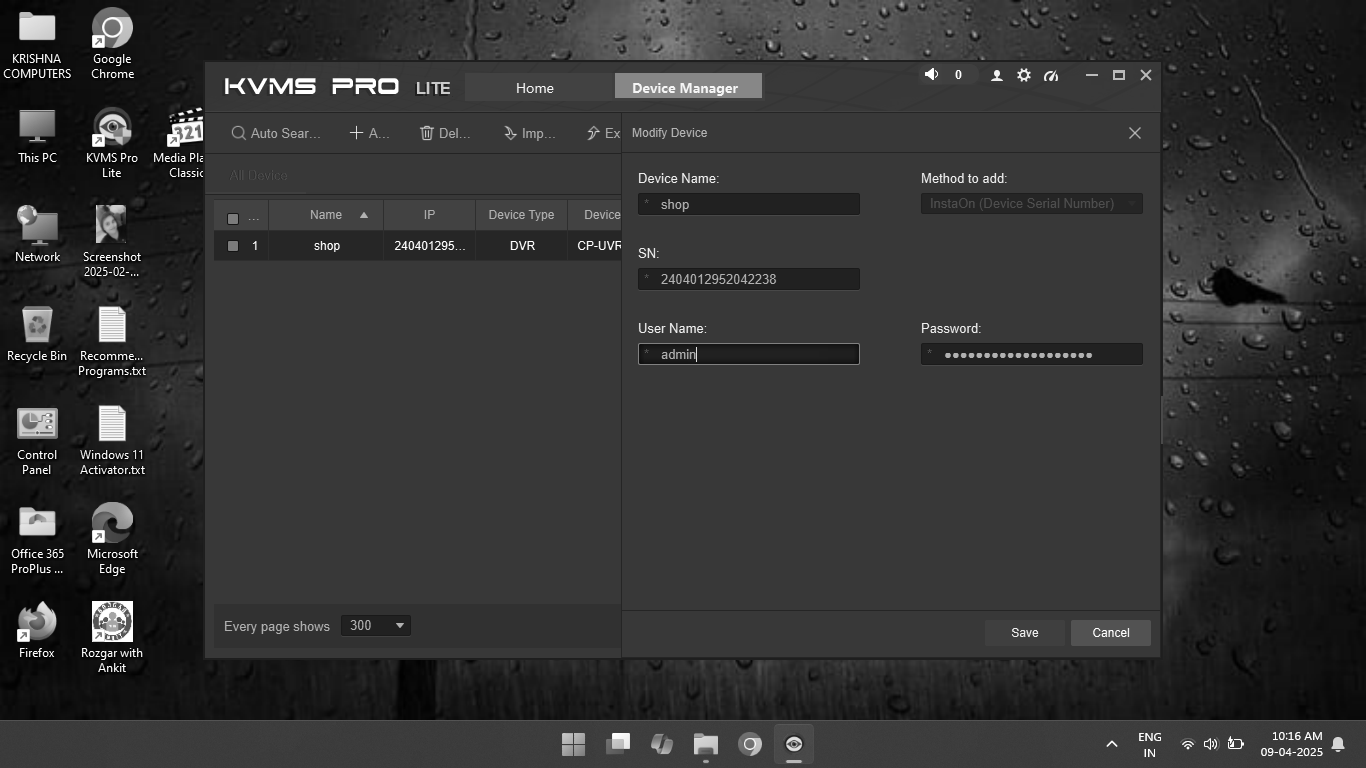 KRISHNA
COMPUTERS
Google
Chrome
This PC
KVMS Pro
Lite
Media Pla
Classic
Network
Screenshot
2025-02-...
Recycle Bin
Recomme...
Programs.txt
Control
Panel
Windows 11
Activator.txt
Office 365
ProPlus ...
Microsoft
Edge
Firefox
Rozgar with
Ankit
321
KVMS PRO LITE
Home
Device Manager
0
Auto Sear...
A...
Del...
Imp...
Ex
All Device
... Name IP Device Type Device
1 shop 240401295... DVR CP-UVR
Every page shows 300
Modify Device
Device Name:
* shop
Method to add:
InstaOn (Device Serial Number)
SN:
* 2404012952042238
User Name:
* admin
Password:
* ●●●●●●●●●●●●●●●●●●●
Save
Cancel
ENG
IN
10:16 AM
09-04-2025